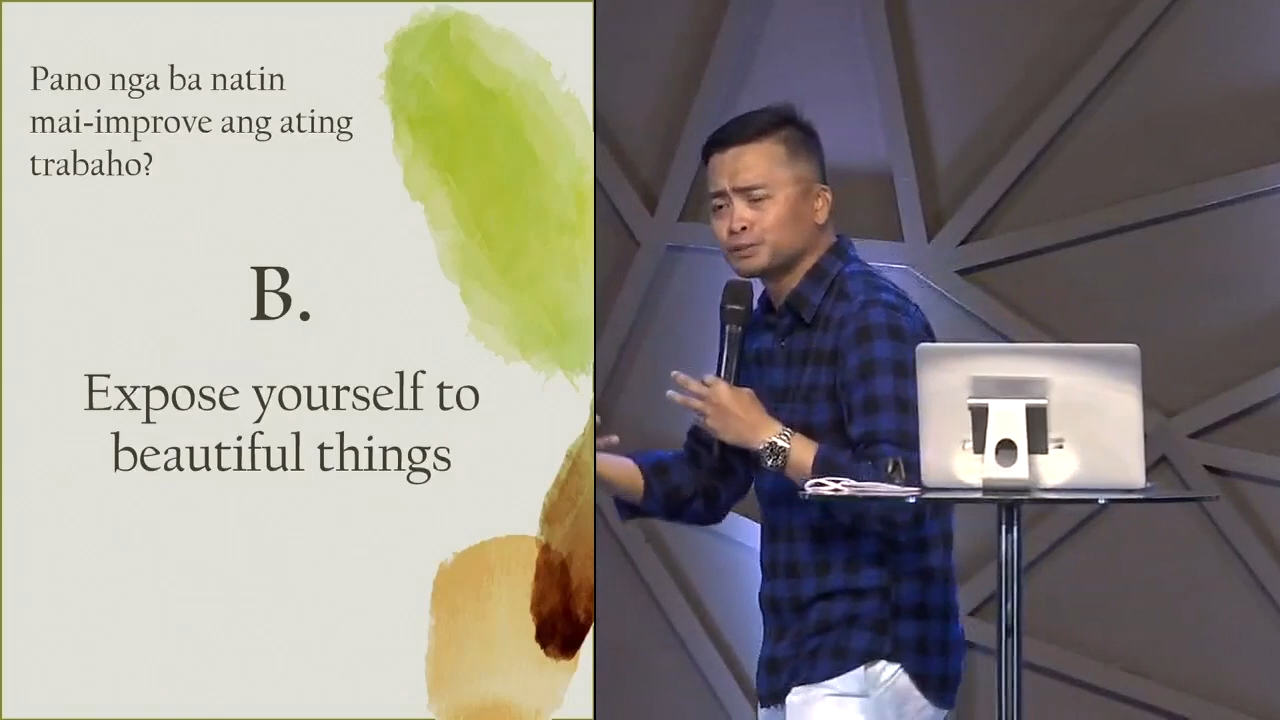 Pano nga ba natin
mai-improve ang ating
trabaho?
B.
Expose yourself to
beautiful things